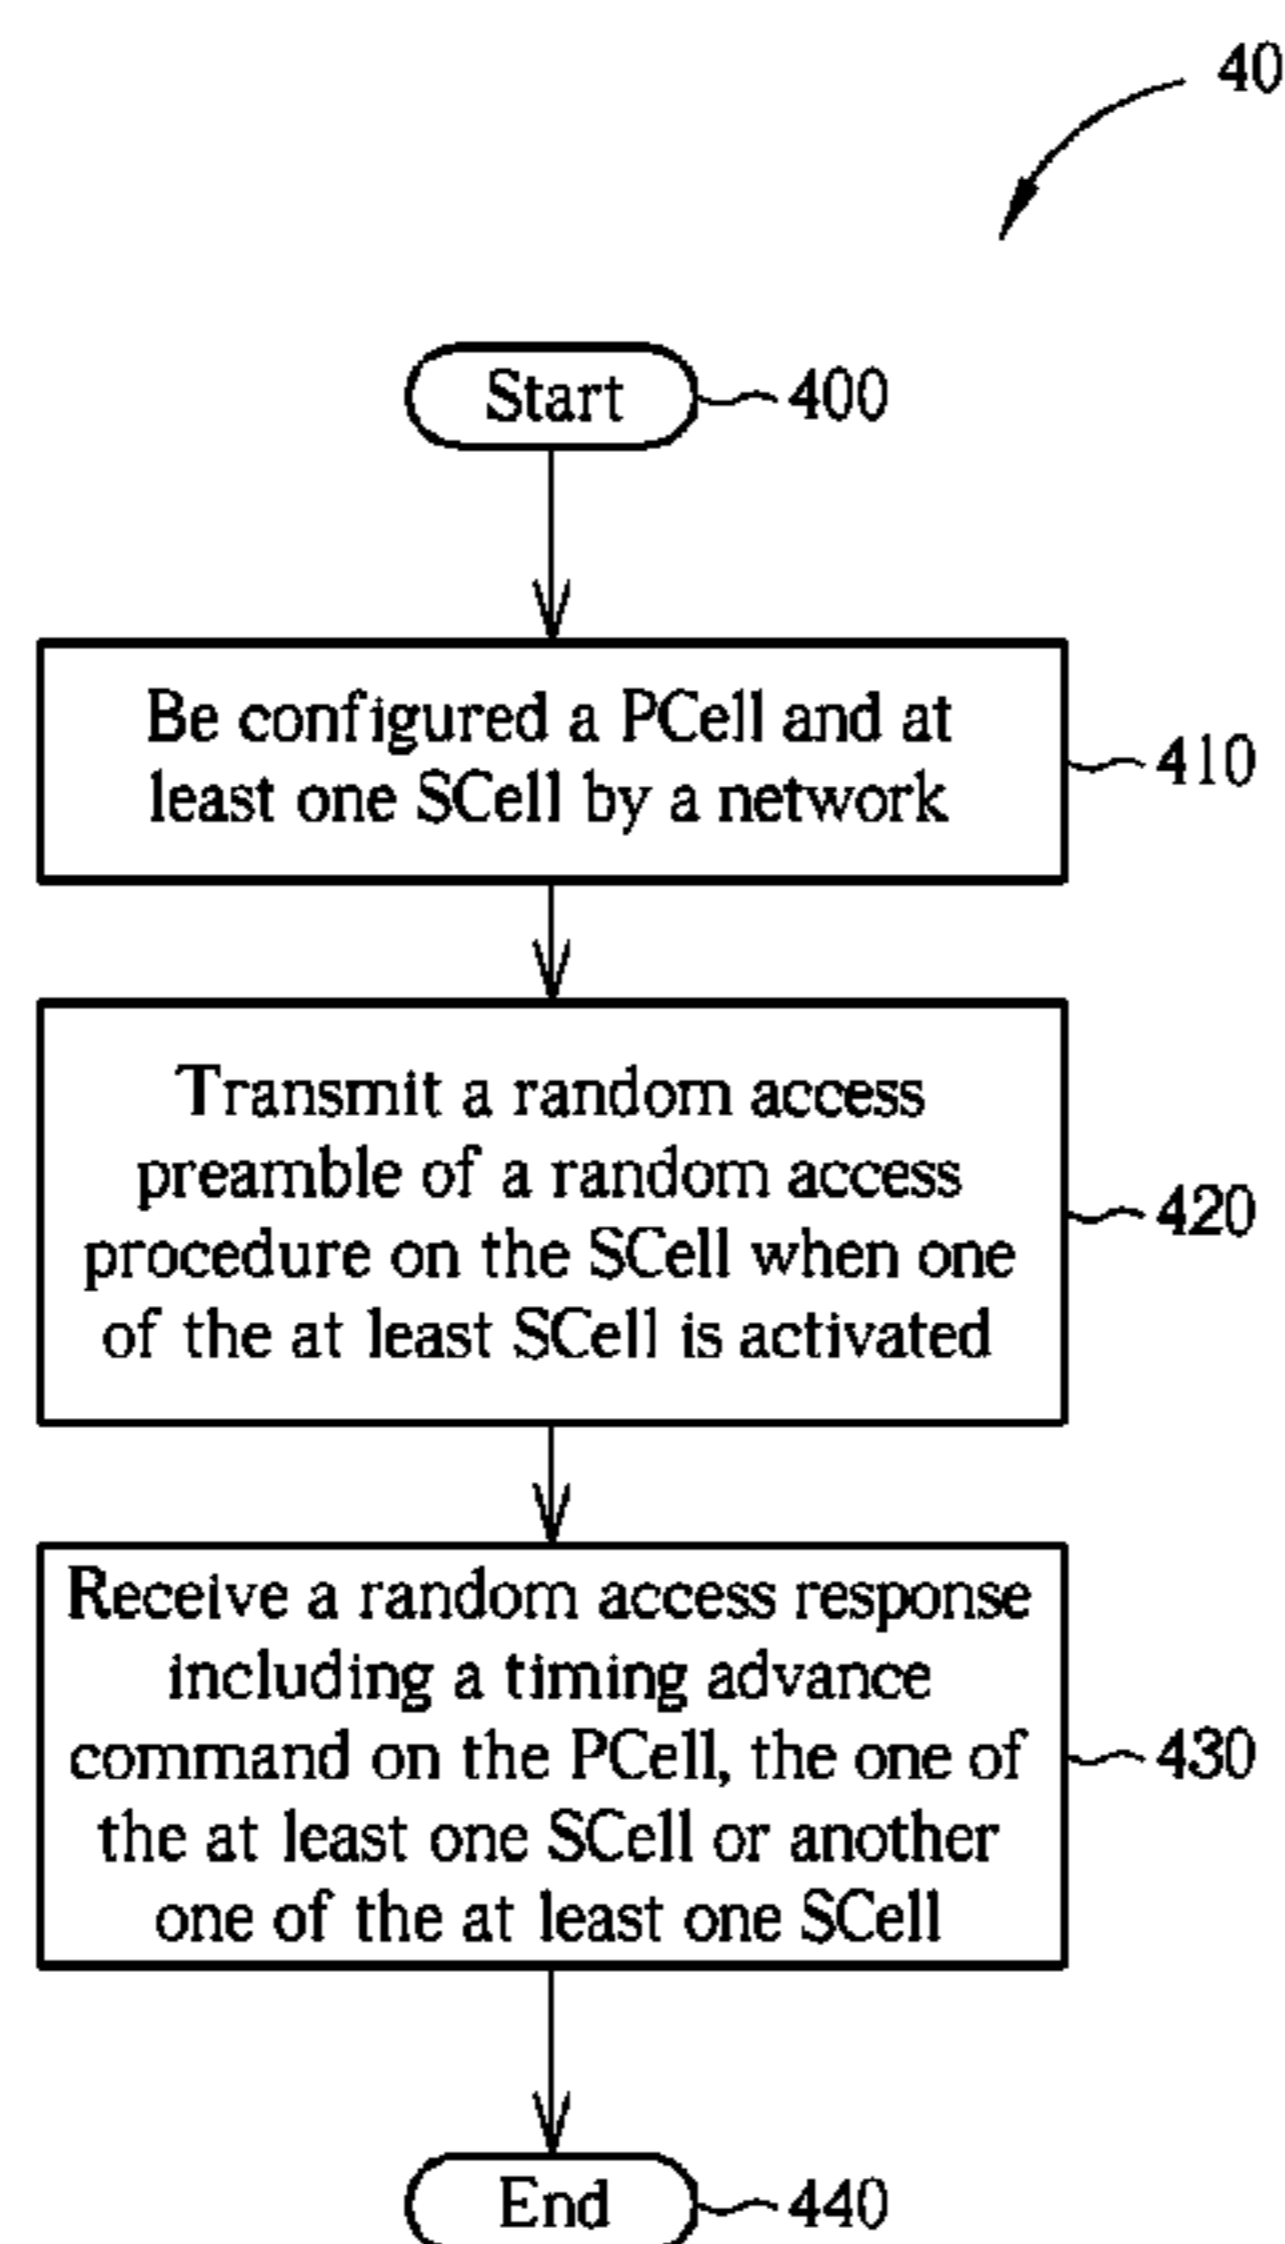 40
Start
400
Be configured a PCell and at
least one SCell by a network
410
Transmit a random access
preamble of a random access
procedure on the SCell when one
of the at least SCell is activated
420
Receive a random access response
including a timing advance
command on the PCell, the one of
the at least one SCell or another
one of the at least one SCell
430
End
440